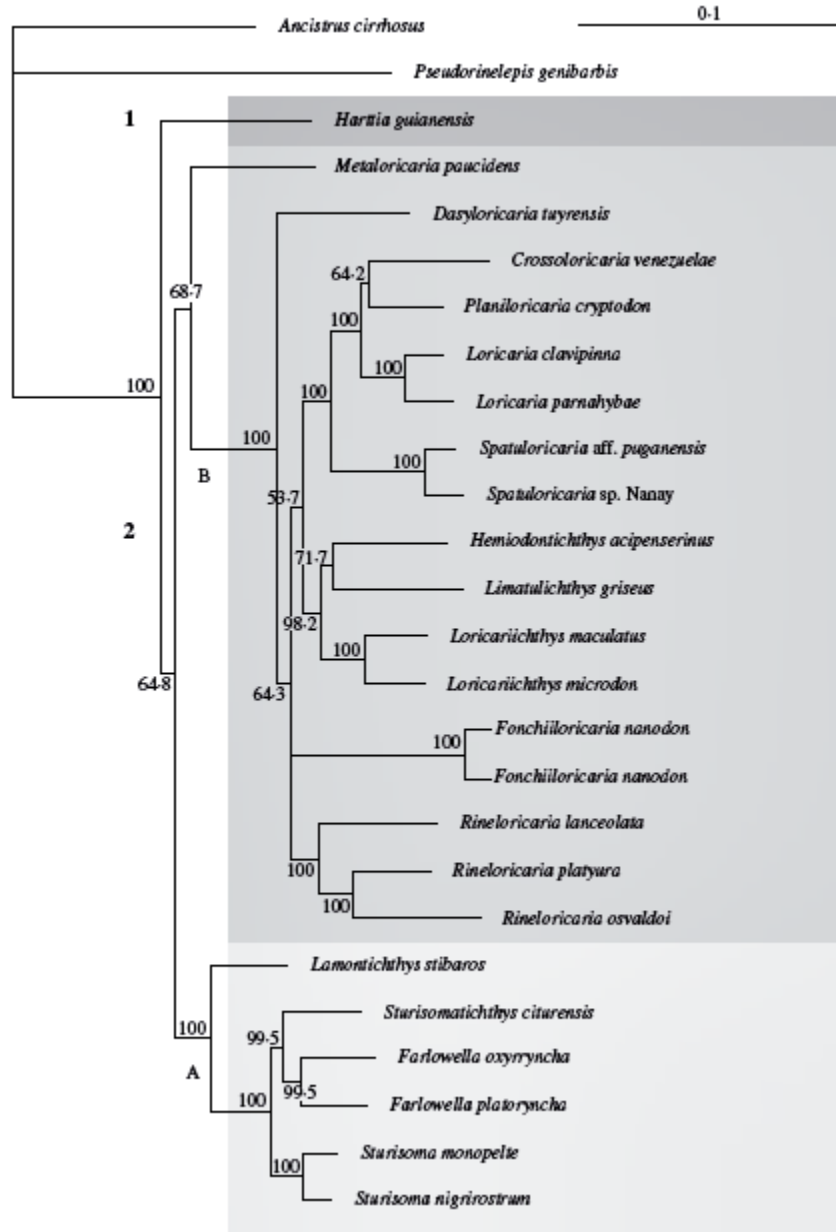 0·1
Ancistrus cirrhosus
Pseudorinelepis genibarbis
1
Harttia guianensis
Metaloricaria paucidens
Dasyloricaria tuyrensis
Crossoloricaria venezuelae
64·2
68·7
Planiloricaria cryptodon
100
Loricaria clavipinna
100
100
100
Loricaria parnahybae
100
Spatuloricaria aff. puganensis
100
B
Spatuloricaria sp. Nanay
53·7
2
Hemiodontichthys acipenserinus
71·7
Limatulichthys griseus
98·2
Loricariichthys maculatus
100
64·8
64·3
Loricariichthys microdon
Fonchiiloricaria nanodon
100
Fonchiiloricaria nanodon
Rineloricaria lanceolata
100
Rineloricaria platyura
100
Rineloricaria osvaldoi
Lamontichthys stibaros
100
Sturisomatichthys citurensis
99·5
Farlowella oxyrryncha
A
99·5
100
Farlowella platoryncha
Sturisoma monopelte
100
Sturisoma nigrirostrum